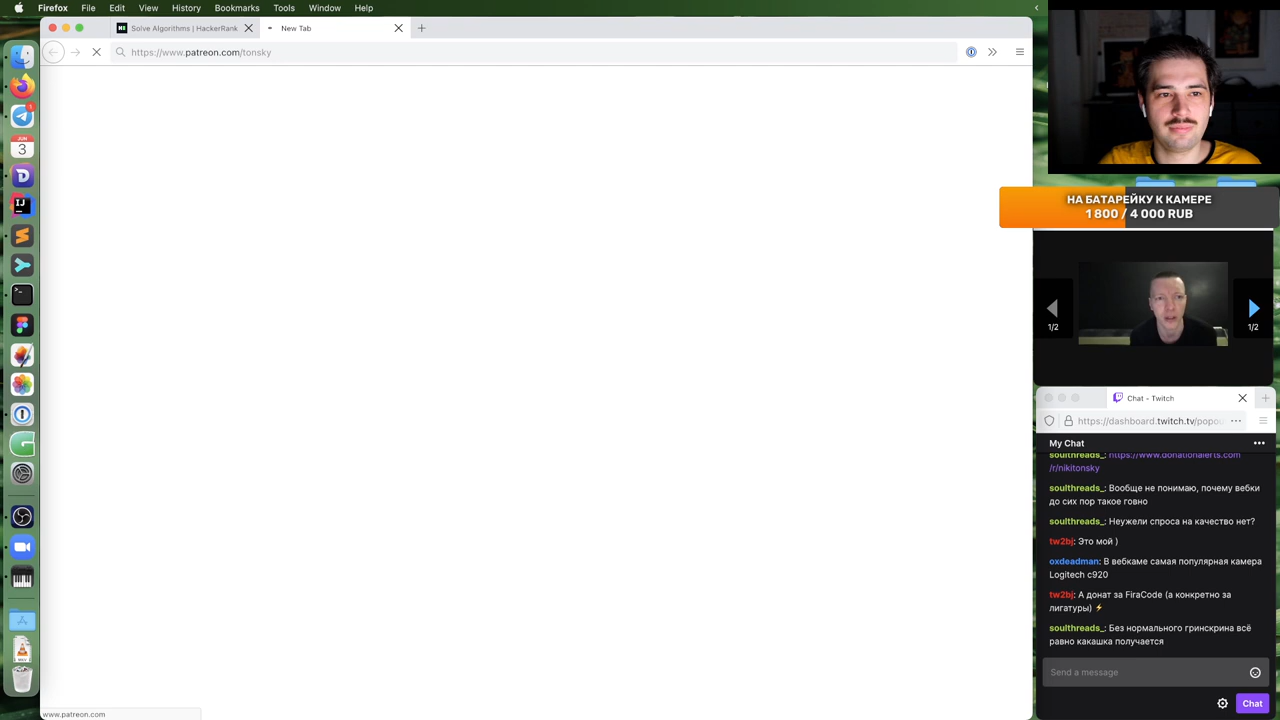 Firefox File Edit View History Bookmarks Tools Window Help
Solve Algorithms | HackerRank
New Tab
https://www.patreon.com/tonsky
JUN
3
1
НА БАТАРЕЙКУ К КАМЕРЕ
1 800 / 4 000 RUB
1/2
1/2
Chat - Twitch
https://dashboard.twitch.tv/popoo
My Chat
soulthreads_: https://www.donationalerts.com
/r/nikitonsky
soulthreads_: Вообще не понимаю, почему вебки
до сих пор такое говно
soulthreads_: Неужели спроса на качество нет?
tw2bj: Это мой )
oxdeadman: В вебкаме самая популярная камера
Logitech c920
tw2bj: А донат за FiraCode (а конкретно за
лигатуры) ⚡
soulthreads_: Без нормального гринскрина всё
равно какашка получается
Send a message
Chat
www.patreon.com